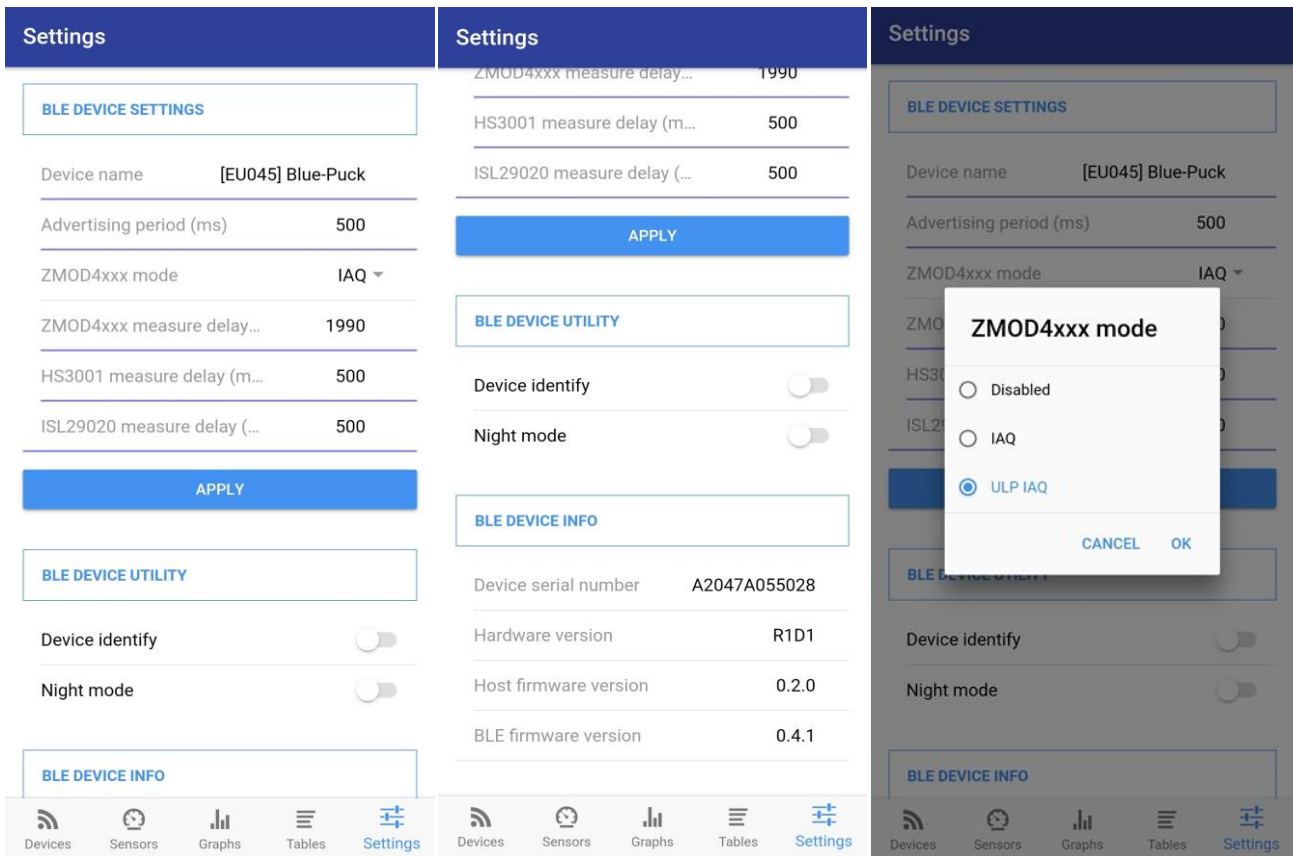 Settings
BLE DEVICE SETTINGS
Device name [EU045] Blue-Puck
Advertising period (ms) 500
ZMOD4xxx mode IAQ
ZMOD4xxx measure delay... 1990
HS3001 measure delay (m... 500
ISL29020 measure delay (... 500
APPLY
BLE DEVICE UTILITY
Device identify
Night mode
BLE DEVICE INFO
Devices Sensors Graphs Tables Settings
Settings
ZMOD4xxx measure delay... 1990
HS3001 measure delay (m... 500
ISL29020 measure delay (... 500
APPLY
BLE DEVICE UTILITY
Device identify
Night mode
BLE DEVICE INFO
Device serial number A2047A055028
Hardware version R1D1
Host firmware version 0.2.0
BLE firmware version 0.4.1
Devices Sensors Graphs Tables Settings
Settings
BLE DEVICE SETTINGS
Device name [EU045] Blue-Puck
Advertising period (ms) 500
ZMOD4xxx mode IAQ
ZMOD4xxx mode
Disabled
IAQ
ULP IAQ
CANCEL OK
Device identify
Night mode
BLE DEVICE INFO
Devices Sensors Graphs Tables Settings